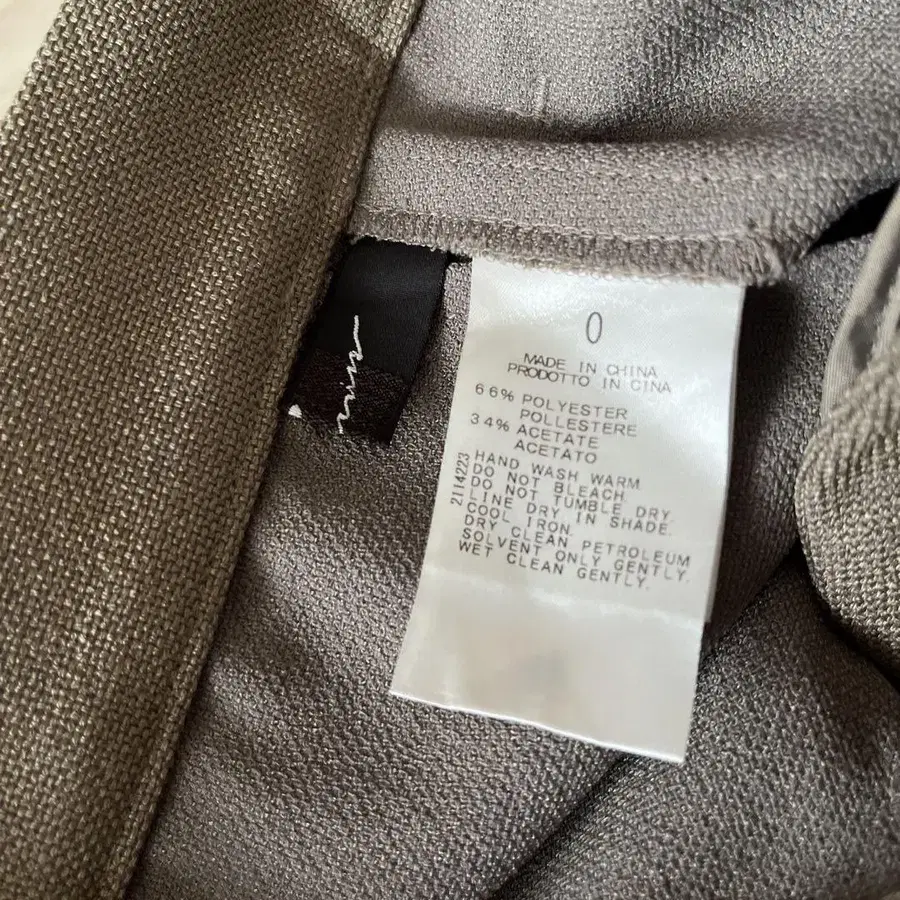 0
MADE IN CHINA
PRODOTTO IN CINA
66% POLYESTER
POLLESTERE
34% ACETATE
ACETATO
2114223
HAND WASH WARM
DO NOT BLEACH
DO NOT TUMBLE DRY.
LINE DRY IN SHADE.
COOL IRON.
DRY CLEAN PETROLEUM
SOLVENT ONLY GENTLY.
WET CLEAN GENTLY.